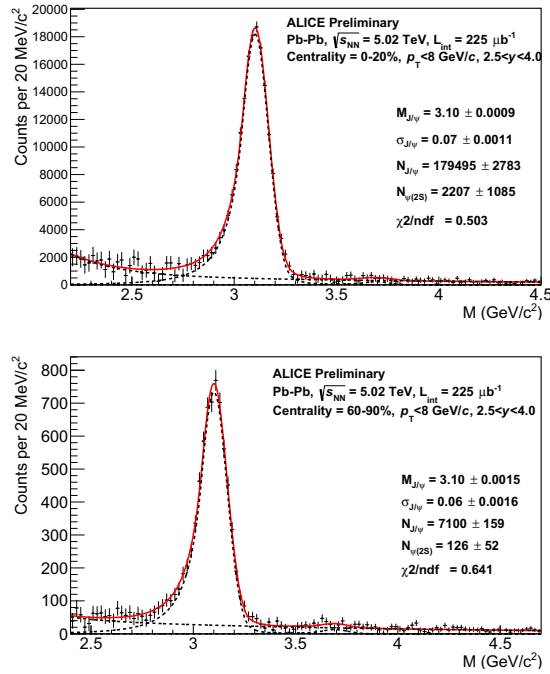 Counts per 20 MeV/c²
20000
18000
16000
14000
12000
10000
8000
6000
4000
2000
0
ALICE Preliminary
Pb-Pb, √sNN = 5.02 TeV, Lint = 225 μb⁻¹
Centrality = 0-20%, pT<8 GeV/c, 2.5<y<4.0
MJ/ψ = 3.10 ± 0.0009
σJ/ψ = 0.07 ± 0.0011
NJ/ψ = 179495 ± 2783
Nψ(2S) = 2207 ± 1085
χ2/ndf = 0.503
2.5 3 3.5 4 4.5
M (GeV/c²)
Counts per 20 MeV/c²
800
700
600
500
400
300
200
100
0
ALICE Preliminary
Pb-Pb, √sNN = 5.02 TeV, Lint = 225 μb⁻¹
Centrality = 60-90%, pT<8 GeV/c, 2.5<y<4.0
MJ/ψ = 3.10 ± 0.0015
σJ/ψ = 0.06 ± 0.0016
NJ/ψ = 7100 ± 159
Nψ(2S) = 126 ± 52
χ2/ndf = 0.641
2.5 3 3.5 4 4.5
M (GeV/c²)